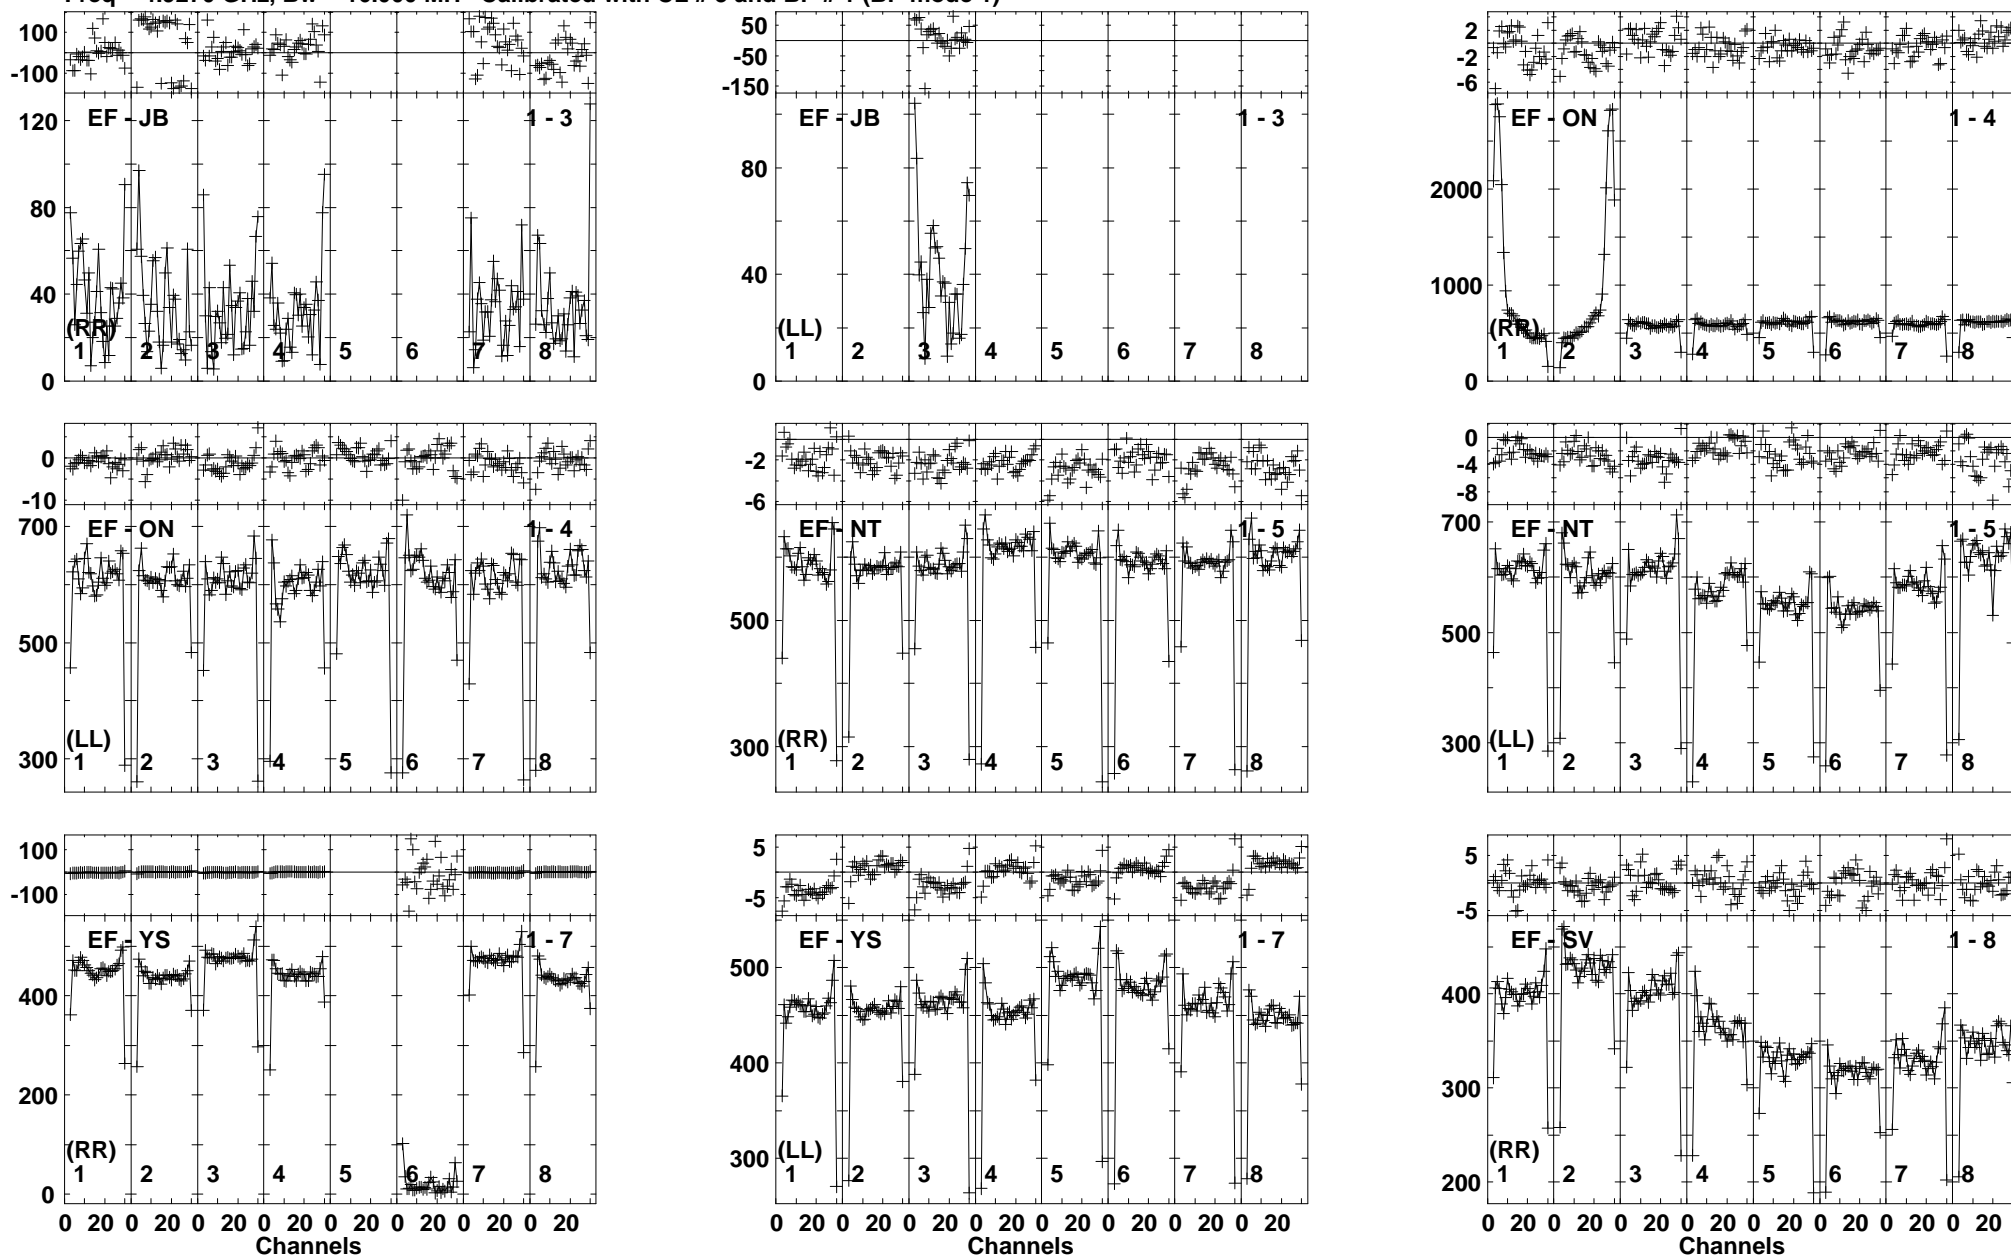 100
-100
EF - JB 1 - 3
120
80
40
0
(RR)
1 2 3 4 5 6 7 8
50
-50
-150
EF - JB 1 - 3
80
40
0
(LL)
1 2 3 4 5 6 7 8
2
-2
-6
EF - ON 1 - 4
2000
1000
0
(RR)
1 2 3 4 5 6 7 8
0
-10
EF - ON 1 - 4
700
500
300
(LL)
1 2 3 4 5 6 7 8
-2
-6
EF - NT 1 - 5
500
300
(RR)
1 2 3 4 5 6 7 8
0
-4
-8
EF - NT 1 - 5
700
500
300
(LL)
1 2 3 4 5 6 7 8
100
-100
EF - YS 1 - 7
400
200
0
(RR)
1 2 3 4 5 6 7 8
0 20 0 20 0 20 0 20 0 20 0 20 0 20 0 20
Channels
5
-5
EF - YS 1 - 7
500
400
300
(LL)
1 2 3 4 5 6 7 8
0 20 0 20 0 20 0 20 0 20 0 20 0 20 0 20
Channels
5
-5
EF - SV 1 - 8
400
300
200
(RR)
1 2 3 4 5 6 7 8
0 20 0 20 0 20 0 20 0 20 0 20 0 20 0 20
Channels